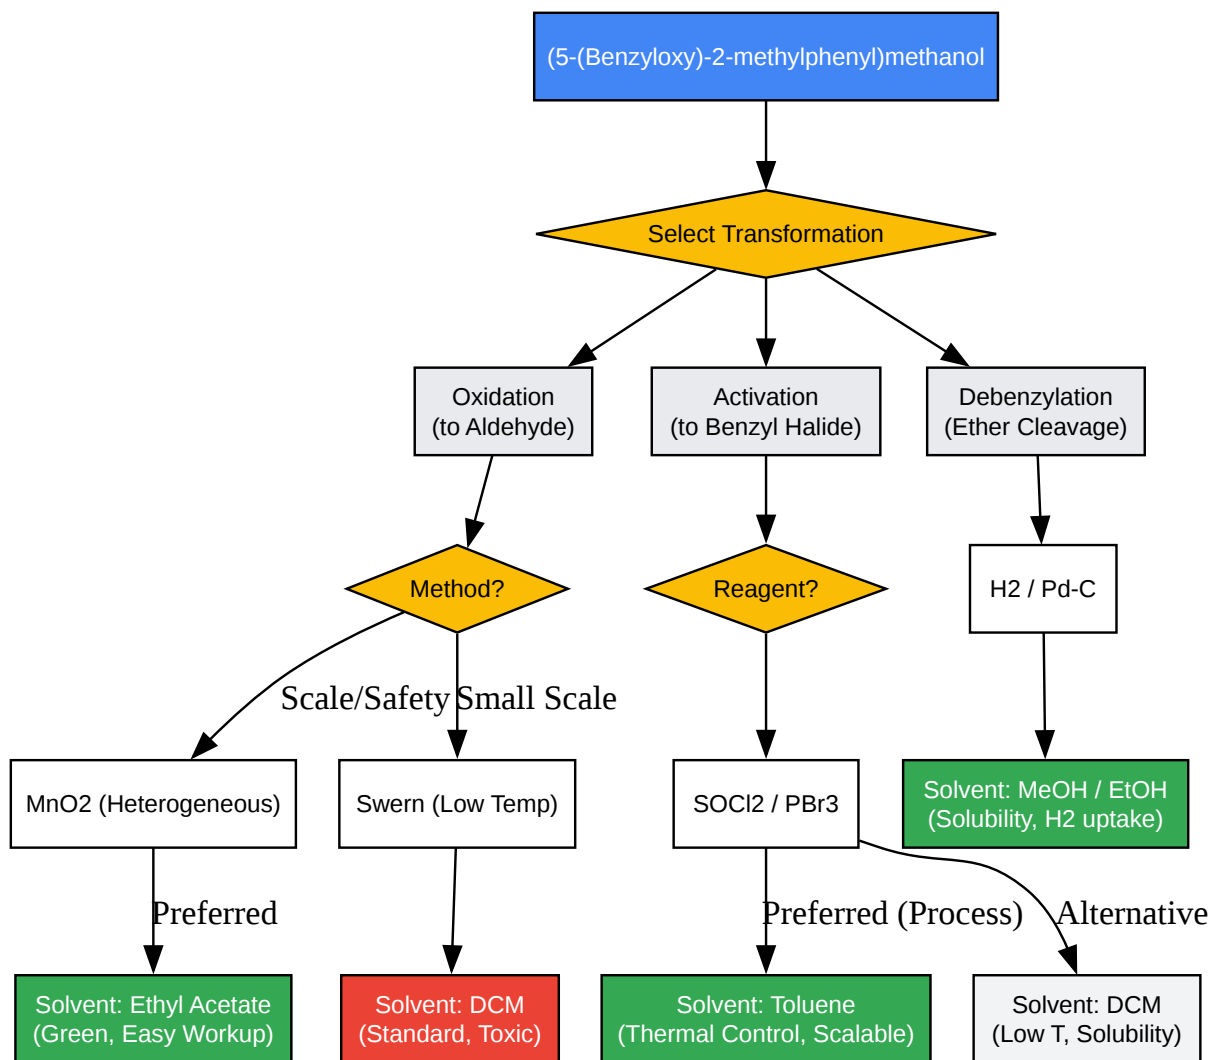 (5-(Benzyloxy)-2-methylphenyl)methanol
Select Transformation
Oxidation
(to Aldehyde)
Activation
(to Benzyl Halide)
Debenzylation
(Ether Cleavage)
Method?
Reagent?
H2 / Pd-C
Scale/Safety
Small Scale
MnO2 (Heterogeneous)
Swern (Low Temp)
SOCl2 / PBr3
Solvent: MeOH / EtOH
(Solubility, H2 uptake)
Preferred
Preferred (Process)
Alternative
Solvent: Ethyl Acetate
(Green, Easy Workup)
Solvent: DCM
(Standard, Toxic)
Solvent: Toluene
(Thermal Control, Scalable)
Solvent: DCM
(Low T, Solubility)